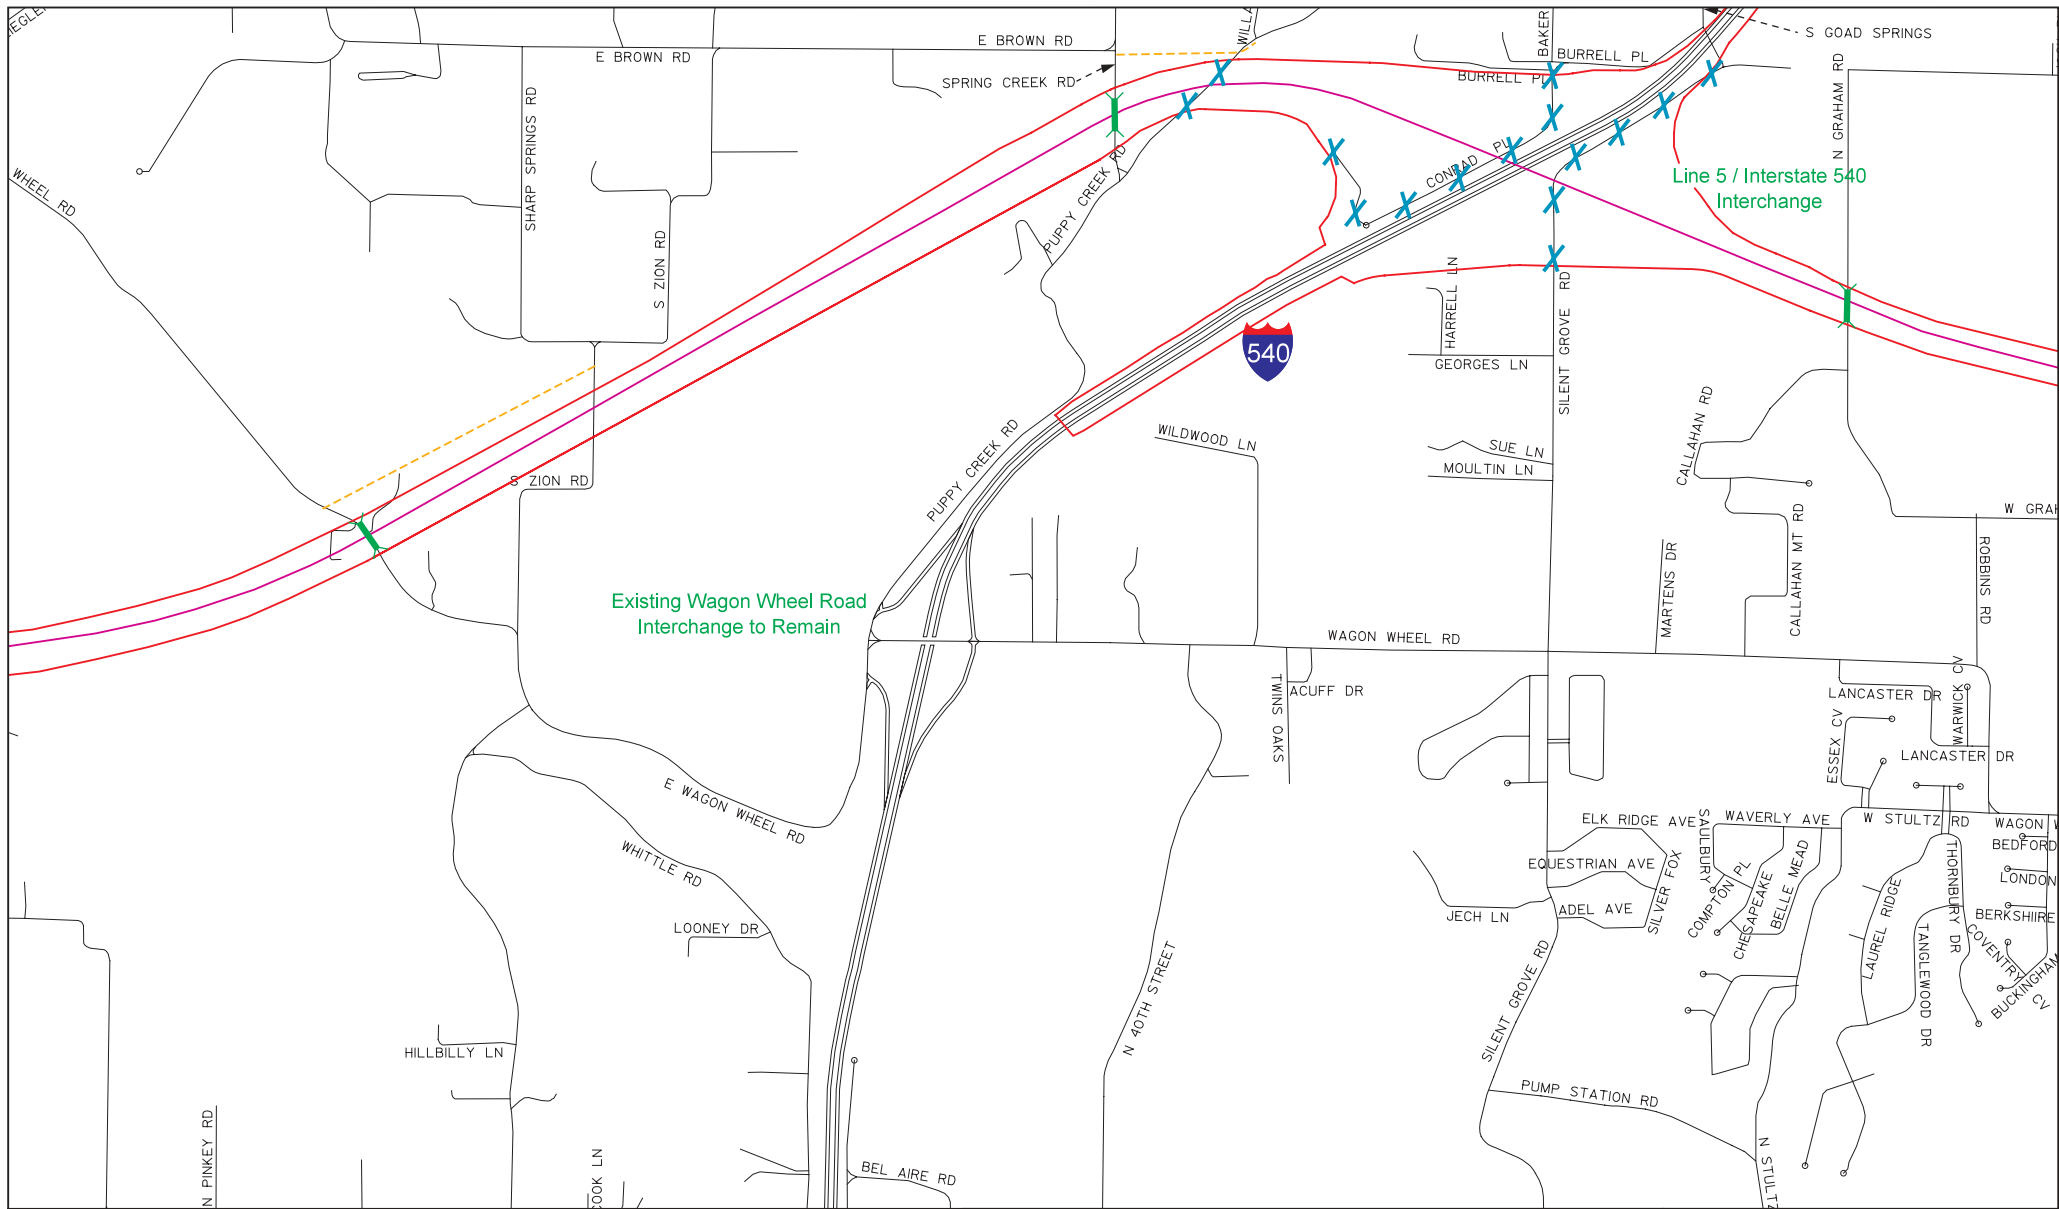 E BROWN RD
E BROWN RD
SPRING CREEK RD
BAKER
BURRELL PL
BURRELL PL
S GOAD SPRINGS
N GRAHAM RD
WHEEL RD
SHARP SPRINGS RD
S ZION RD
PUPPY CREEK RD
CONRAD PL
Line 5 / Interstate 540
Interchange
HARRELL LN
SILENT GROVE RD
540
GEORGES LN
CALLAHAN RD
WILDWOOD LN
SUE LN
MOULTIN LN
S ZION RD
PUPPY CREEK RD
W GRAH
CALLAHAN MT RD
MARTENS DR
ROBBINS RD
Existing Wagon Wheel Road
Interchange to Remain
WAGON WHEEL RD
TWINS OAKS
ACUFF DR
LANCASTER DR
WARWICK CV
ESSEX CV
LANCASTER DR
E WAGON WHEEL RD
WHITTLE RD
ELK RIDGE AVE
SAULBURY
WAVERLY AVE
W STULTZ RD
WAGON W
BEDFORD
EQUESTRIAN AVE
SILVER FOX
COMPTON PL
CHESAPEAKE
BELLE MEAD
LAUREL RIDGE
THORNBURY DR
LONDON
BERKSHIIRE
JECH LN
ADEL AVE
LOONEY DR
TANGLEWOOD DR
COVENTRY
BUCKINGHAM
CV
N 40TH STREET
SILENT GROVE RD
HILLBILLY LN
PUMP STATION RD
N PINKEY RD
COOK LN
BEL AIRE RD
N STULTZ